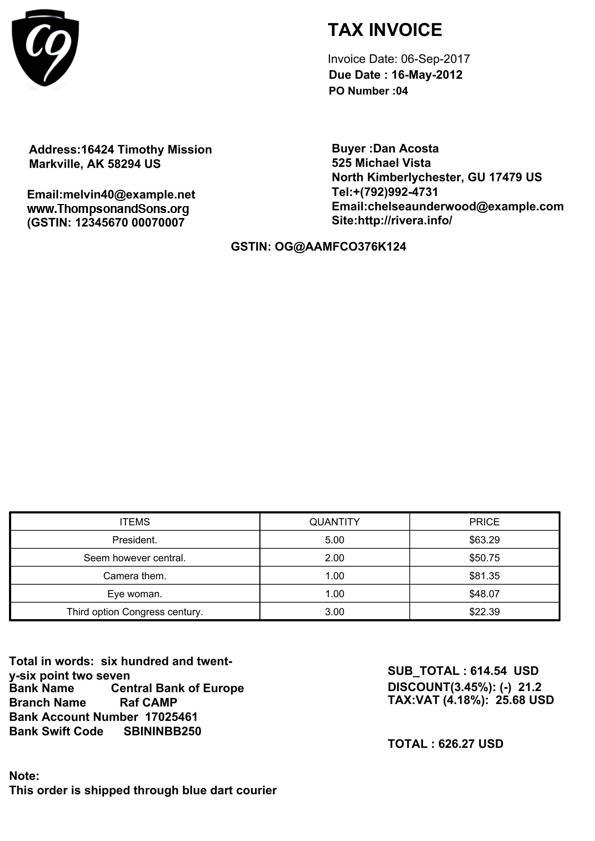 C9
TAX INVOICE
Invoice Date: 06-Sep-2017
Due Date : 16-May-2012
PO Number :04
Address:16424 Timothy Mission
Markville, AK 58294 US
Email:melvin40@example.net
www.ThompsonandSons.org
(GSTIN: 12345670 00070007
Buyer :Dan Acosta
525 Michael Vista
North Kimberlychester, GU 17479 US
Tel:+(792)992-4731
Email:chelseaunderwood@example.com
Site:http://rivera.info/
GSTIN: OG@AAMFCO376K124
ITEMS QUANTITY PRICE
President. 5.00 $63.29
Seem however central. 2.00 $50.75
Camera them. 1.00 $81.35
Eye woman. 1.00 $48.07
Third option Congress century. 3.00 $22.39
Total in words: six hundred and twent-
y-six point two seven
Bank Name Central Bank of Europe
Branch Name Raf CAMP
Bank Account Number 17025461
Bank Swift Code SBININBB250
SUB_TOTAL : 614.54 USD
DISCOUNT(3.45%): (-) 21.2
TAX:VAT (4.18%): 25.68 USD
TOTAL : 626.27 USD
Note:
This order is shipped through blue dart courier